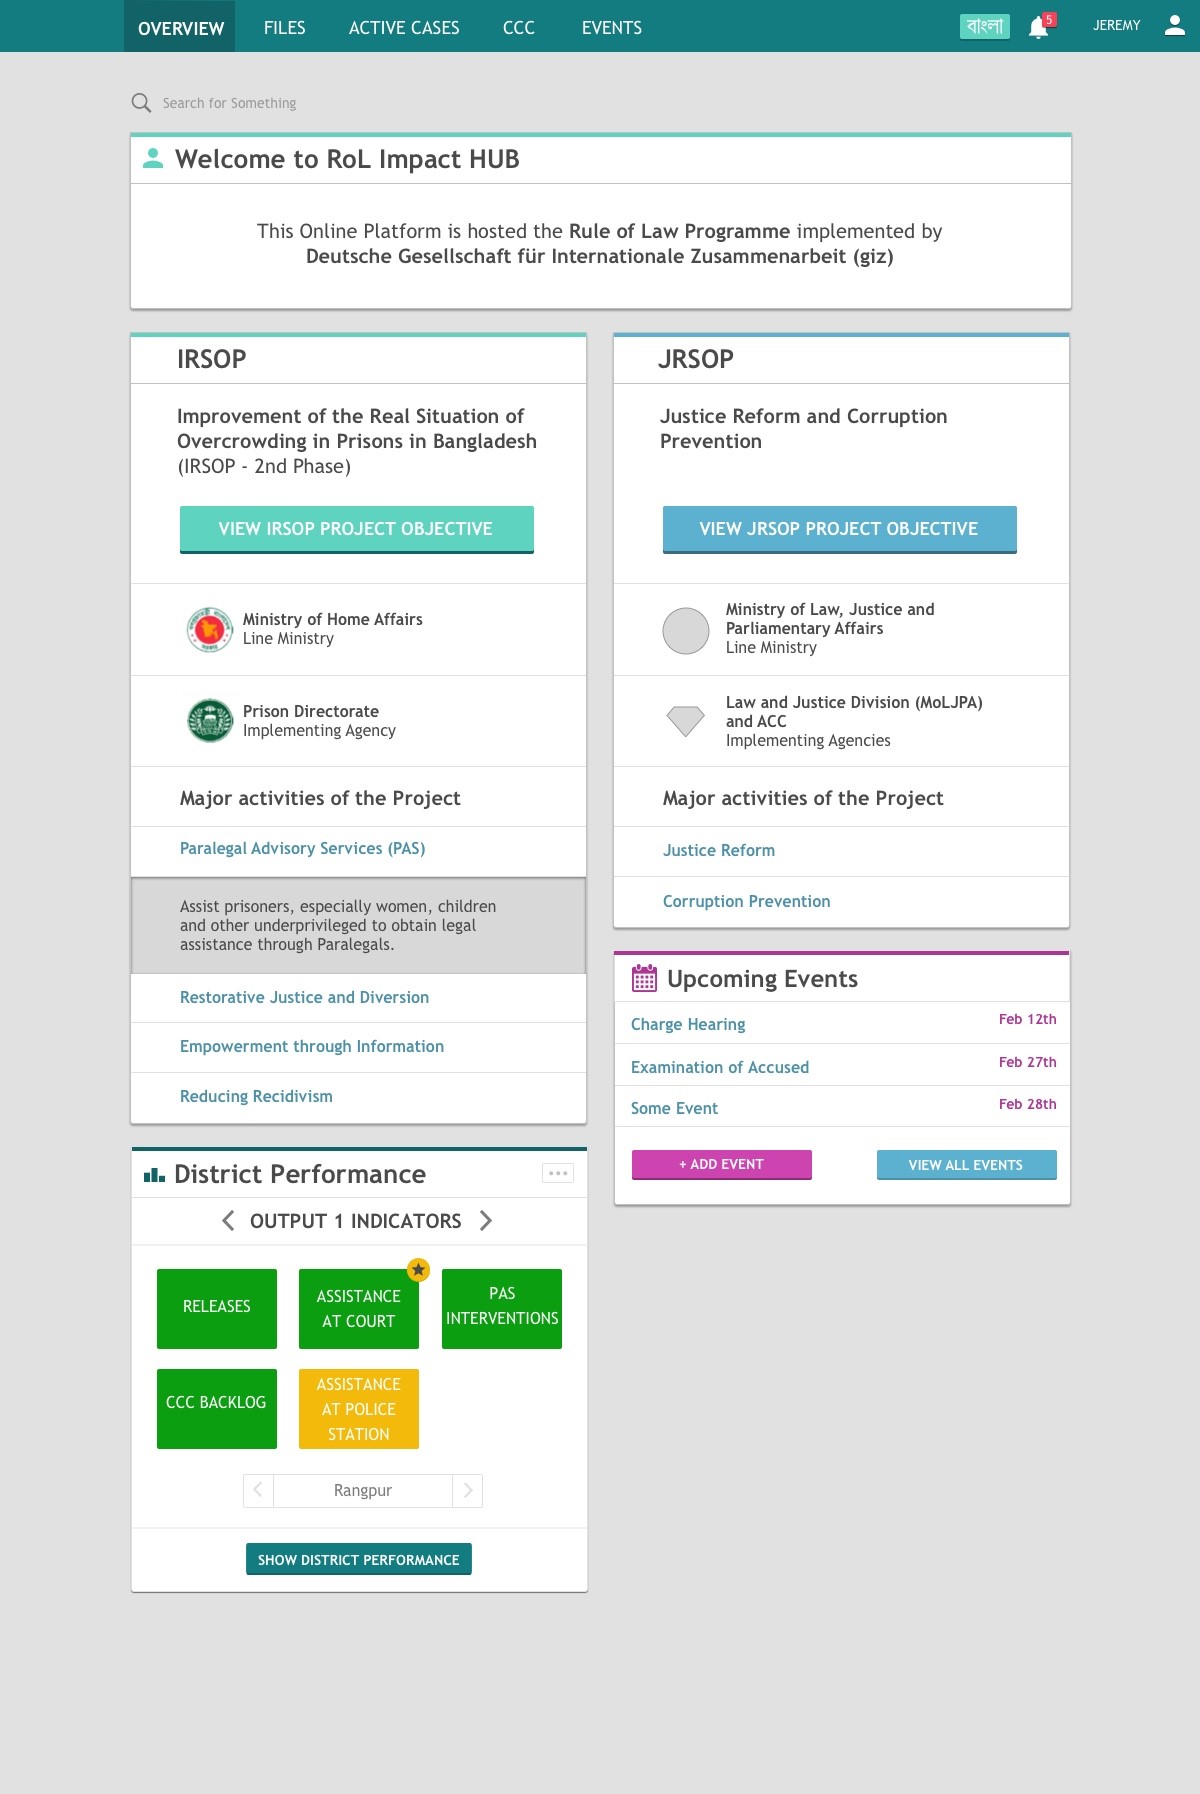 OVERVIEW FILES ACTIVE CASES CCC EVENTS বাংলা 5 JEREMY
Search for Something
Welcome to RoL Impact HUB
This Online Platform is hosted the Rule of Law Programme implemented by
Deutsche Gesellschaft für Internationale Zusammenarbeit (giz)
IRSOP
Improvement of the Real Situation of
Overcrowding in Prisons in Bangladesh
(IRSOP - 2nd Phase)
VIEW IRSOP PROJECT OBJECTIVE
Ministry of Home Affairs
Line Ministry
Prison Directorate
Implementing Agency
Major activities of the Project
Paralegal Advisory Services (PAS)
Assist prisoners, especially women, children
and other underprivileged to obtain legal
assistance through Paralegals.
Restorative Justice and Diversion
Empowerment through Information
Reducing Recidivism
JRSOP
Justice Reform and Corruption
Prevention
VIEW JRSOP PROJECT OBJECTIVE
Ministry of Law, Justice and
Parliamentary Affairs
Line Ministry
Law and Justice Division (MoLJPA)
and ACC
Implementing Agencies
Major activities of the Project
Justice Reform
Corruption Prevention
Upcoming Events
Charge Hearing Feb 12th
Examination of Accused Feb 27th
Some Event Feb 28th
+ ADD EVENT VIEW ALL EVENTS
District Performance
OUTPUT 1 INDICATORS
RELEASES
ASSISTANCE
AT COURT
PAS
INTERVENTIONS
CCC BACKLOG
ASSISTANCE
AT POLICE
STATION
Rangpur
SHOW DISTRICT PERFORMANCE